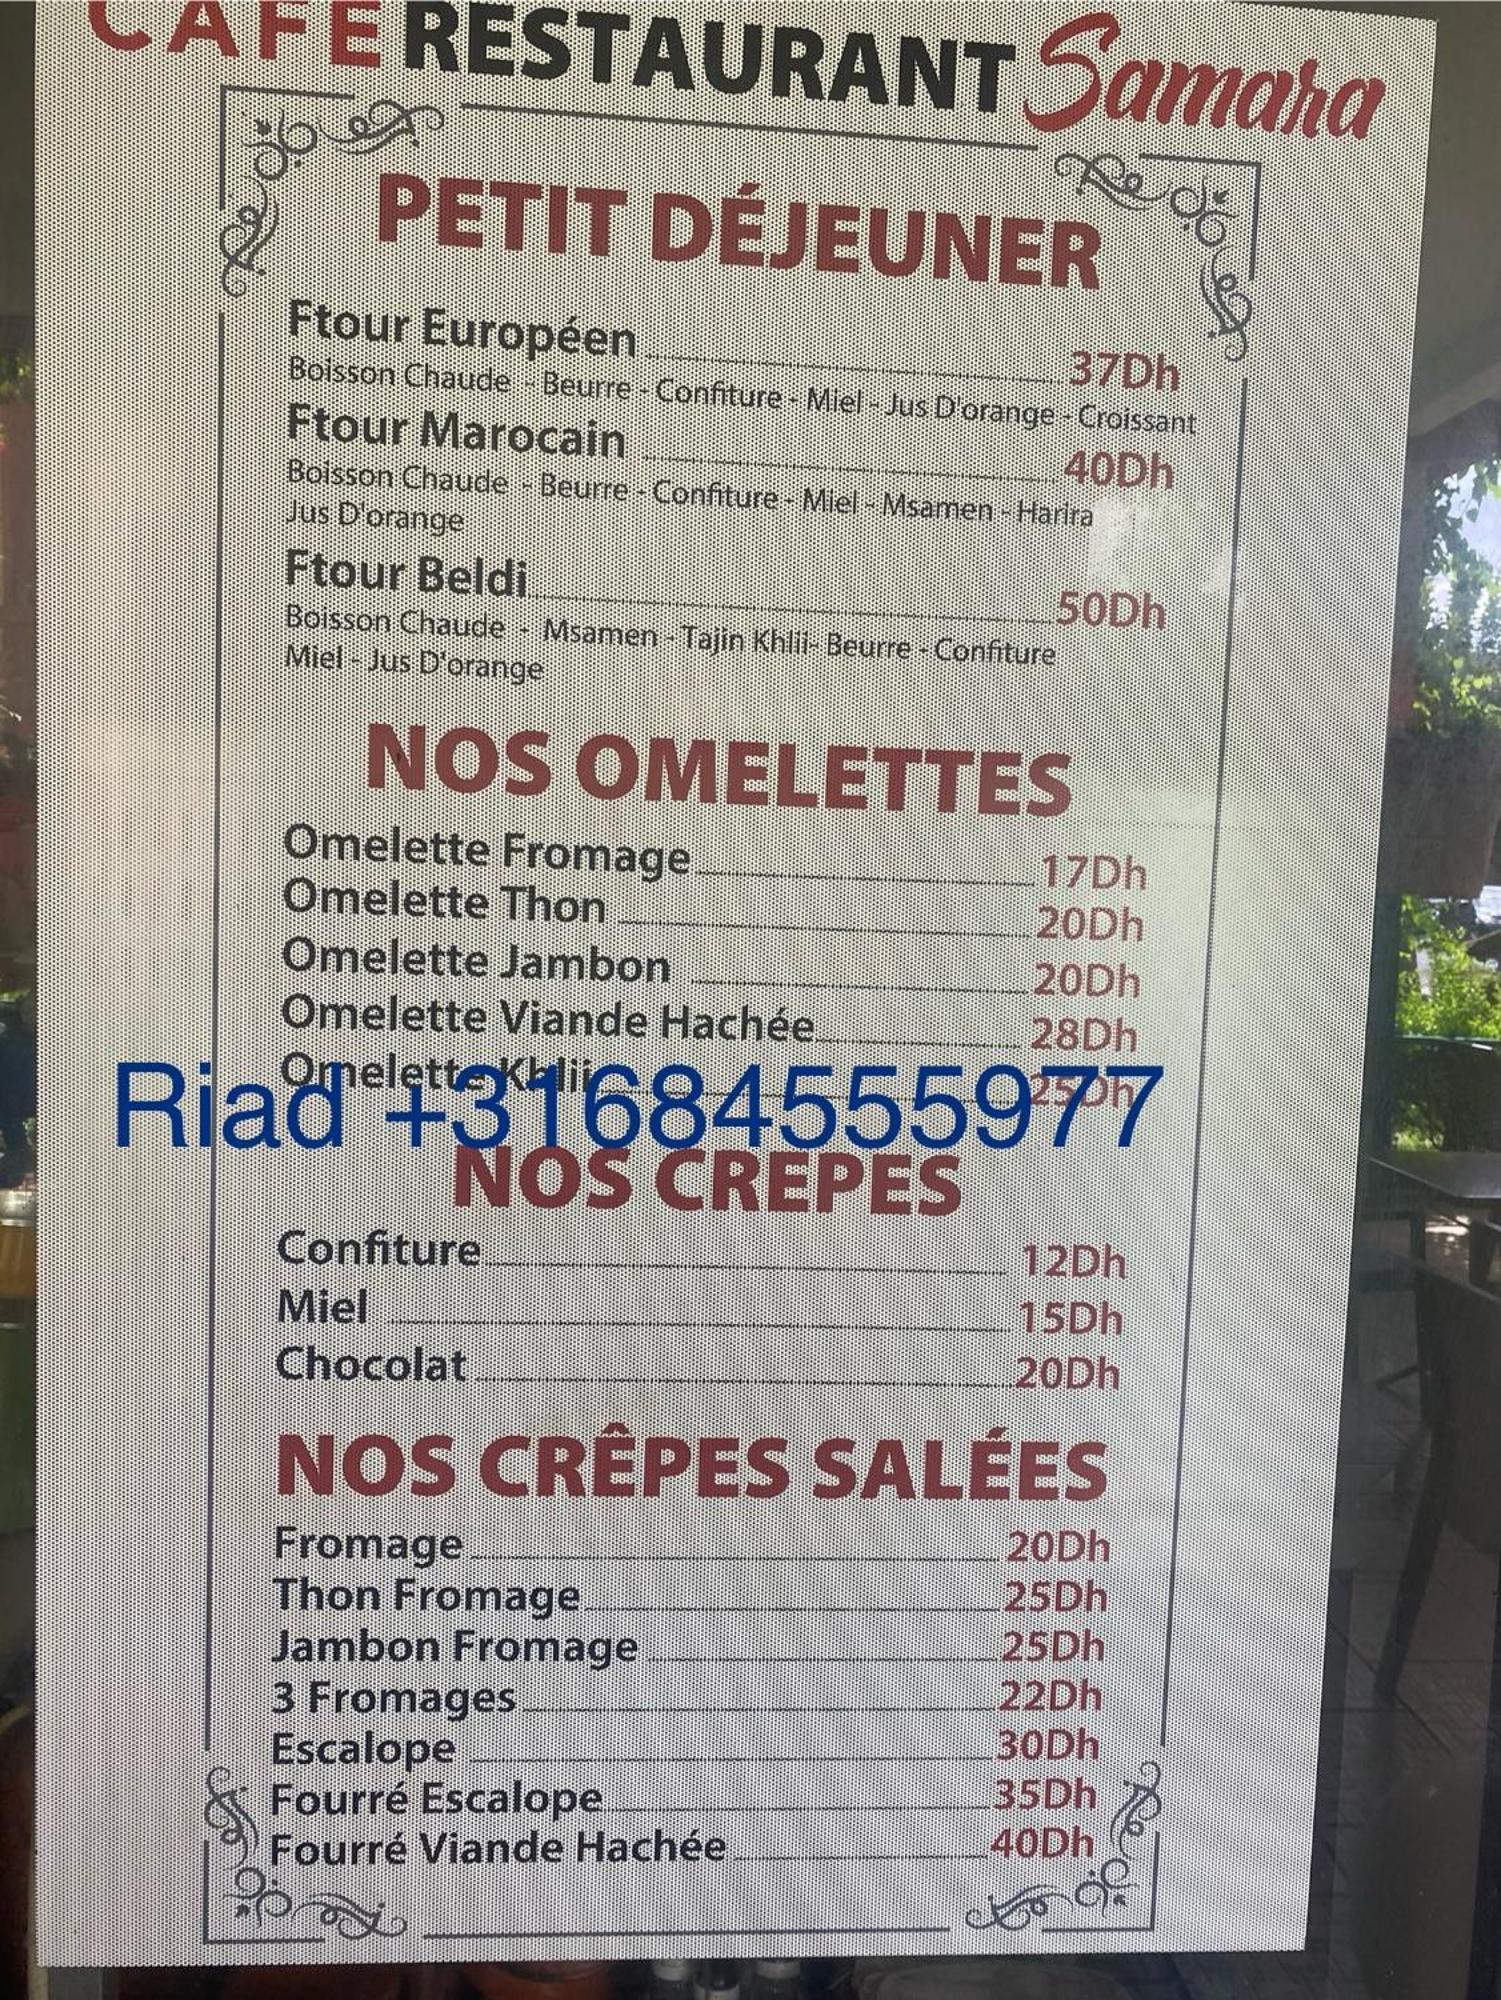 CAFE RESTAURANT Samaha
PETIT DÉJEUNER
Ftour Européen 37Dh
Boisson Chaude - Beurre - Confiture - Miel - Jus D'orange - Croissant
Ftour Marocain 40Dh
Boisson Chaude - Beurre - Confiture - Miel - Msamen - Harira
Jus D'orange
Ftour Beldi 50Dh
Boisson Chaude - Msamen - Tajin Khlii- Beurre - Confiture
Miel - Jus D'orange
NOS OMELETTES
Omelette Fromage 17Dh
Omelette Thon 20Dh
Omelette Jambon 20Dh
Omelette Viande Hachée 28Dh
Omelette Khlii 25Dh
Riad +31684555977
NOS CREPES
Confiture 12Dh
Miel 15Dh
Chocolat 20Dh
NOS CRÊPES SALÉES
Fromage 20Dh
Thon Fromage 25Dh
Jambon Fromage 25Dh
3 Fromages 22Dh
Escalope 30Dh
Fourré Escalope 35Dh
Fourré Viande Hachée 40Dh